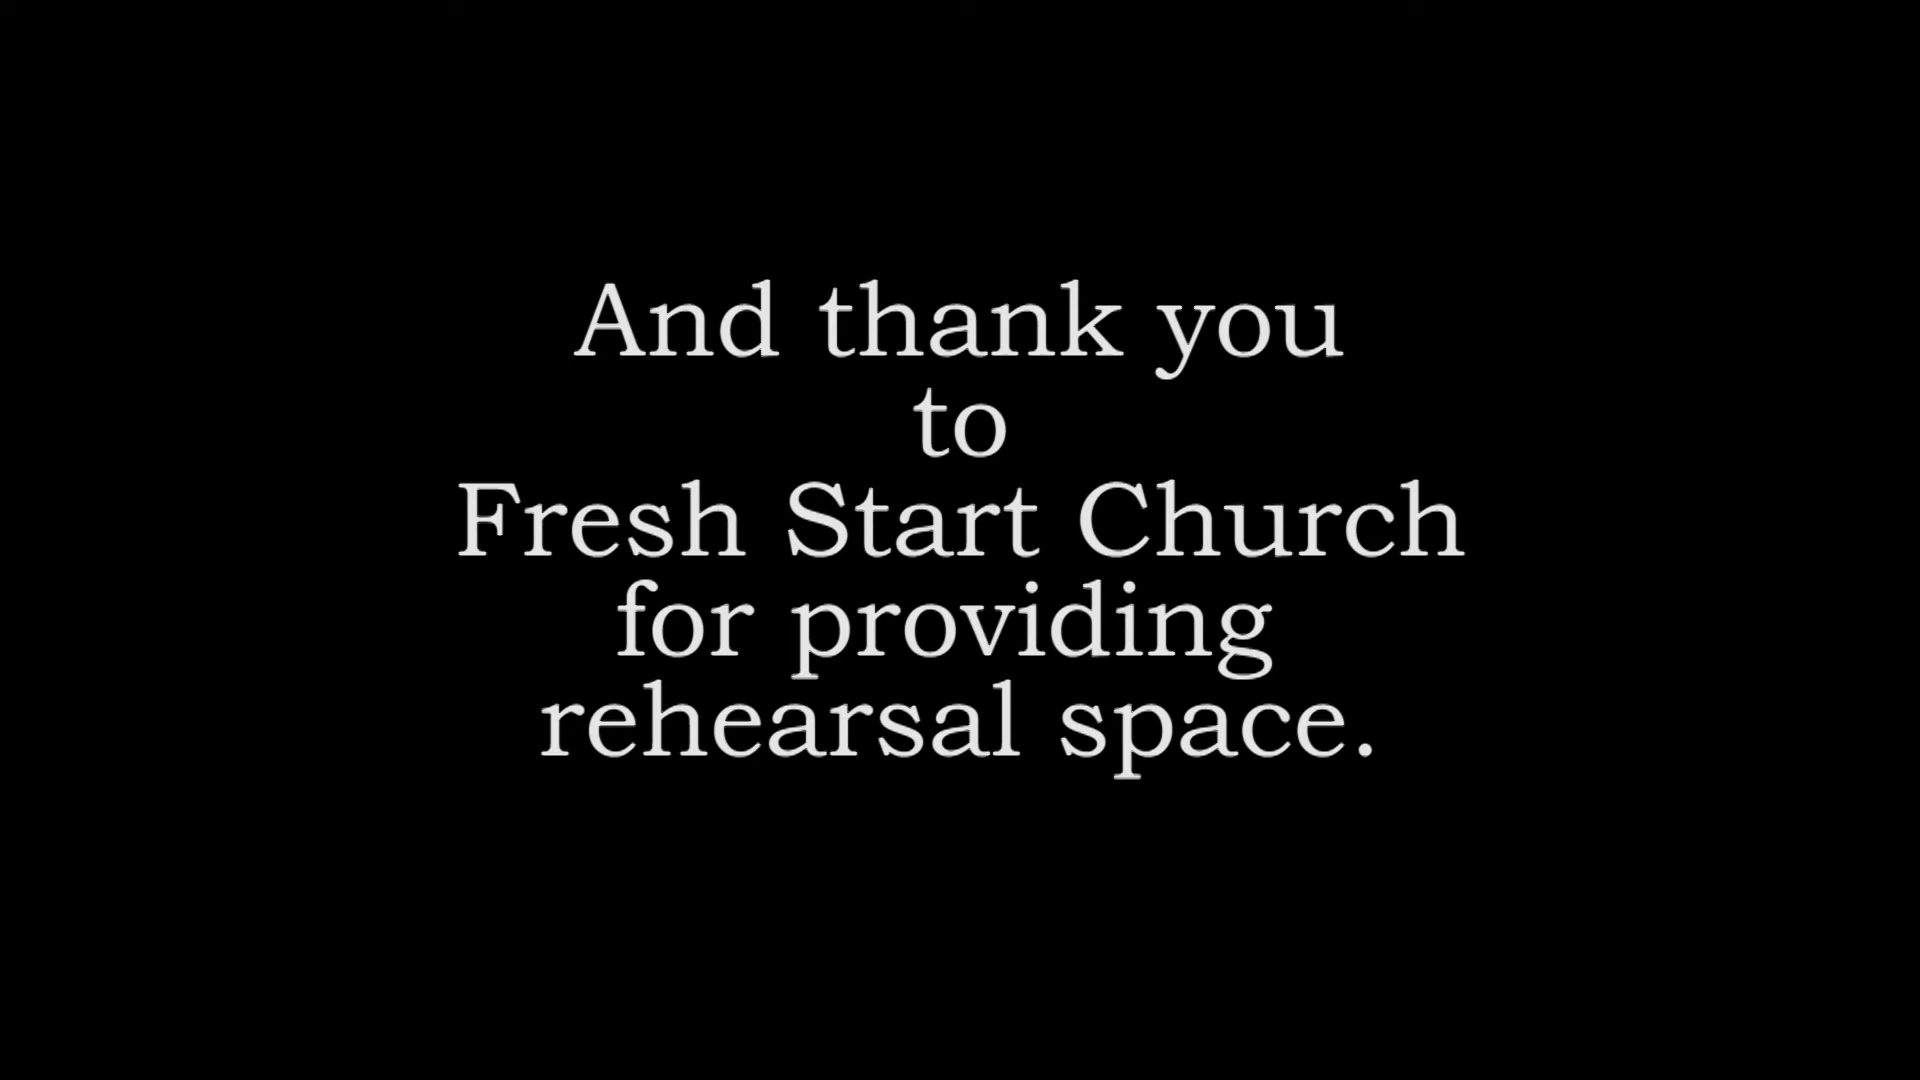 And thank you
to
Fresh Start Church
for providing
rehearsal space.